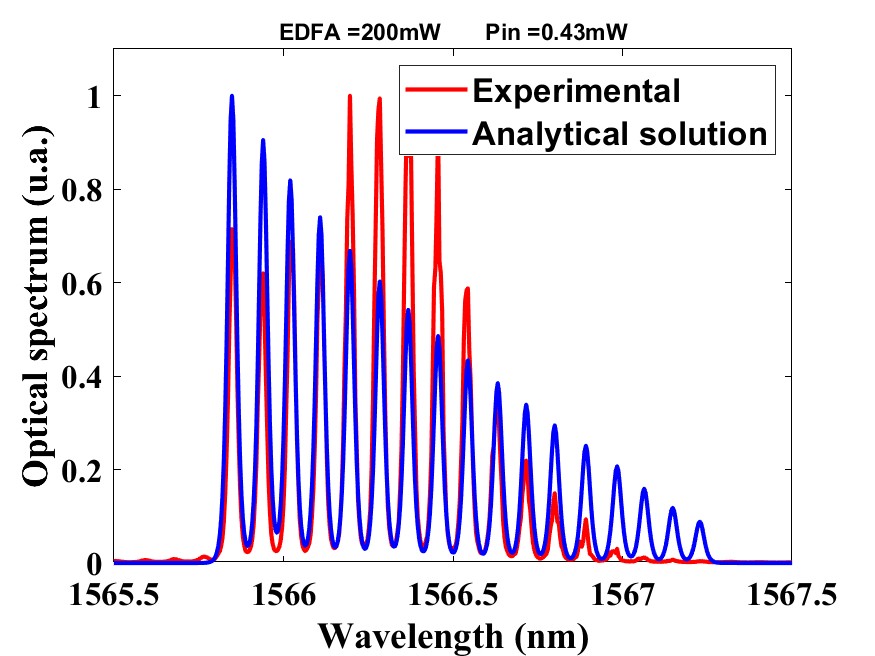 EDFA =200mW Pin =0.43mW
Experimental
Analytical solution
Optical spectrum (u.a.)
1
0.8
0.6
0.4
0.2
0
1565.5 1566 1566.5 1567 1567.5
Wavelength (nm)